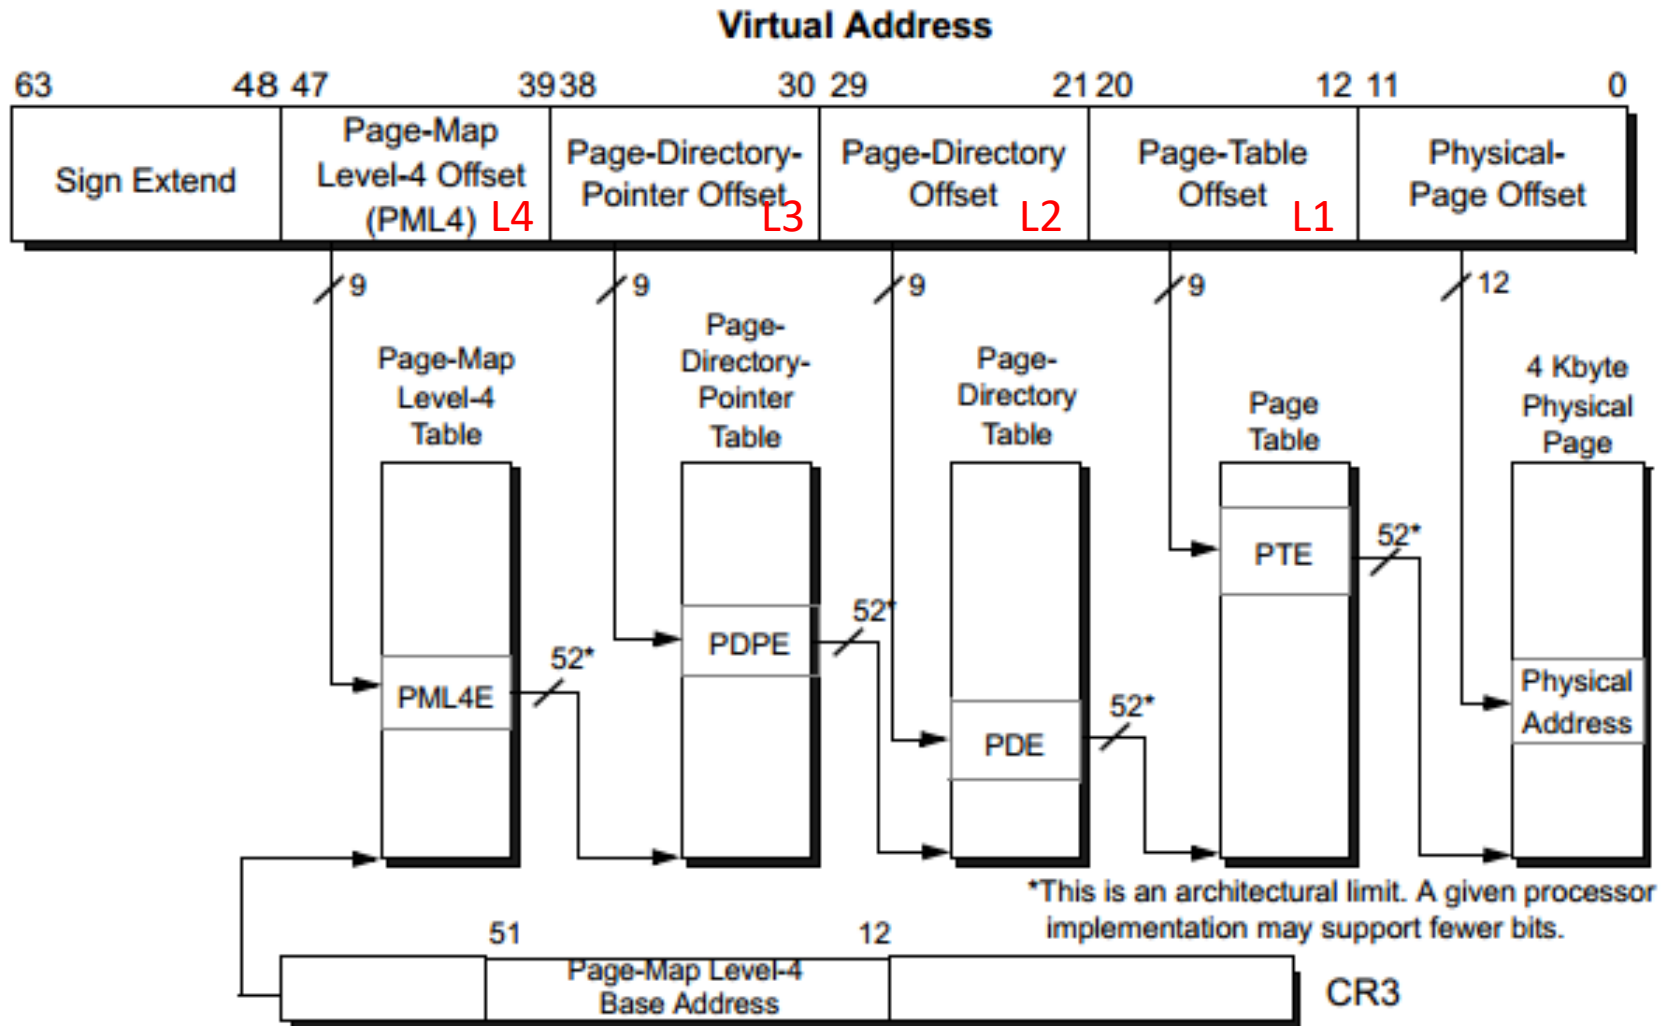 Virtual Address
63 48 47 39 38 30 29 21 20 12 11 0
Sign Extend
Page-Map
Level-4 Offset
(PML4) L4
Page-Directory-
Pointer Offset
L3
Page-Directory
Offset
L2
Page-Table
Offset
L1
Physical-
Page Offset
9 9 9 9 12
Page-Map
Level-4
Table
Page-
Directory-
Pointer
Table
Page-
Directory
Table
Page
Table
4 Kbyte
Physical
Page
PML4E
52*
PDPE
52*
PDE
52*
PTE
52*
Physical
Address
*This is an architectural limit. A given processor
implementation may support fewer bits.
51 12
Page-Map Level-4
Base Address
CR3